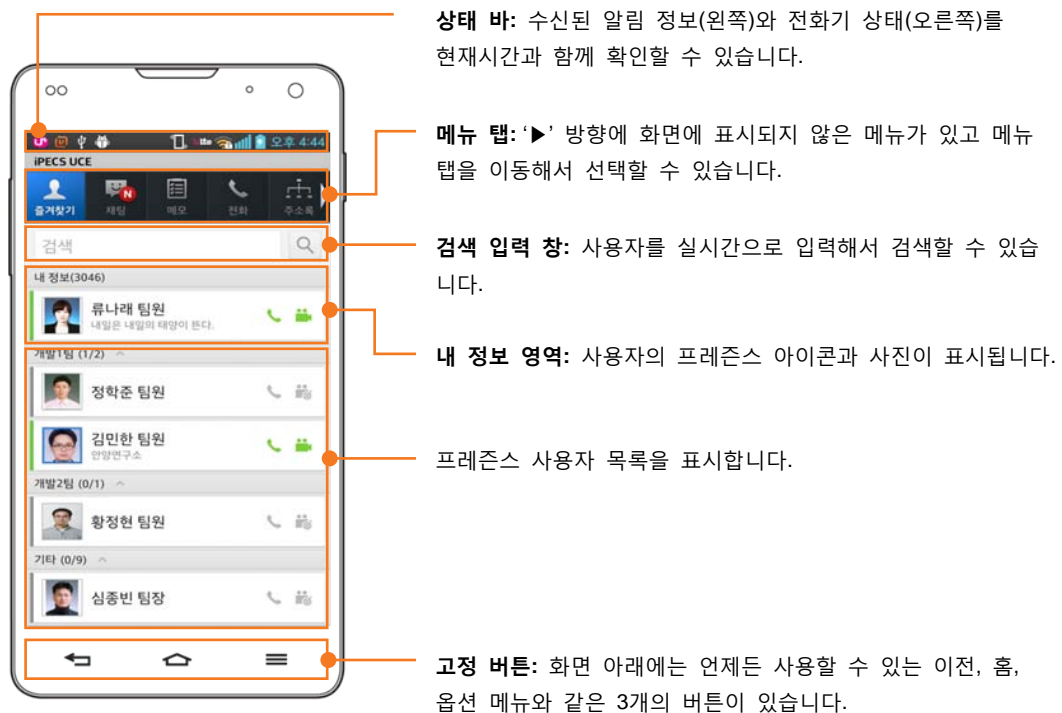 상태 바: 수신된 알림 정보(왼쪽)와 전화기 상태(오른쪽)를
현재시간과 함께 확인할 수 있습니다.
메뉴 탭: '▶' 방향에 화면에 표시되지 않은 메뉴가 있고 메뉴
탭을 이동해서 선택할 수 있습니다.
검색 입력 창: 사용자를 실시간으로 입력해서 검색할 수 있습
니다.
내 정보 영역: 사용자의 프레즌스 아이콘과 사진이 표시됩니다.
프레즌스 사용자 목록을 표시합니다.
고정 버튼: 화면 아래에는 언제든 사용할 수 있는 이전, 홈,
옵션 메뉴와 같은 3개의 버튼이 있습니다.
오후 4:44
iPECS UCE
N
즐겨찾기 채팅 메모 전화 주소록
검색
내 정보(3046)
류나래 팀원
내일은 내일의 태양이 뜬다.
개발1팀 (1/2)
정학준 팀원
김민한 팀원
안양연구소
개발2팀 (0/1)
황정현 팀원
기타 (0/9)
심종빈 팀장